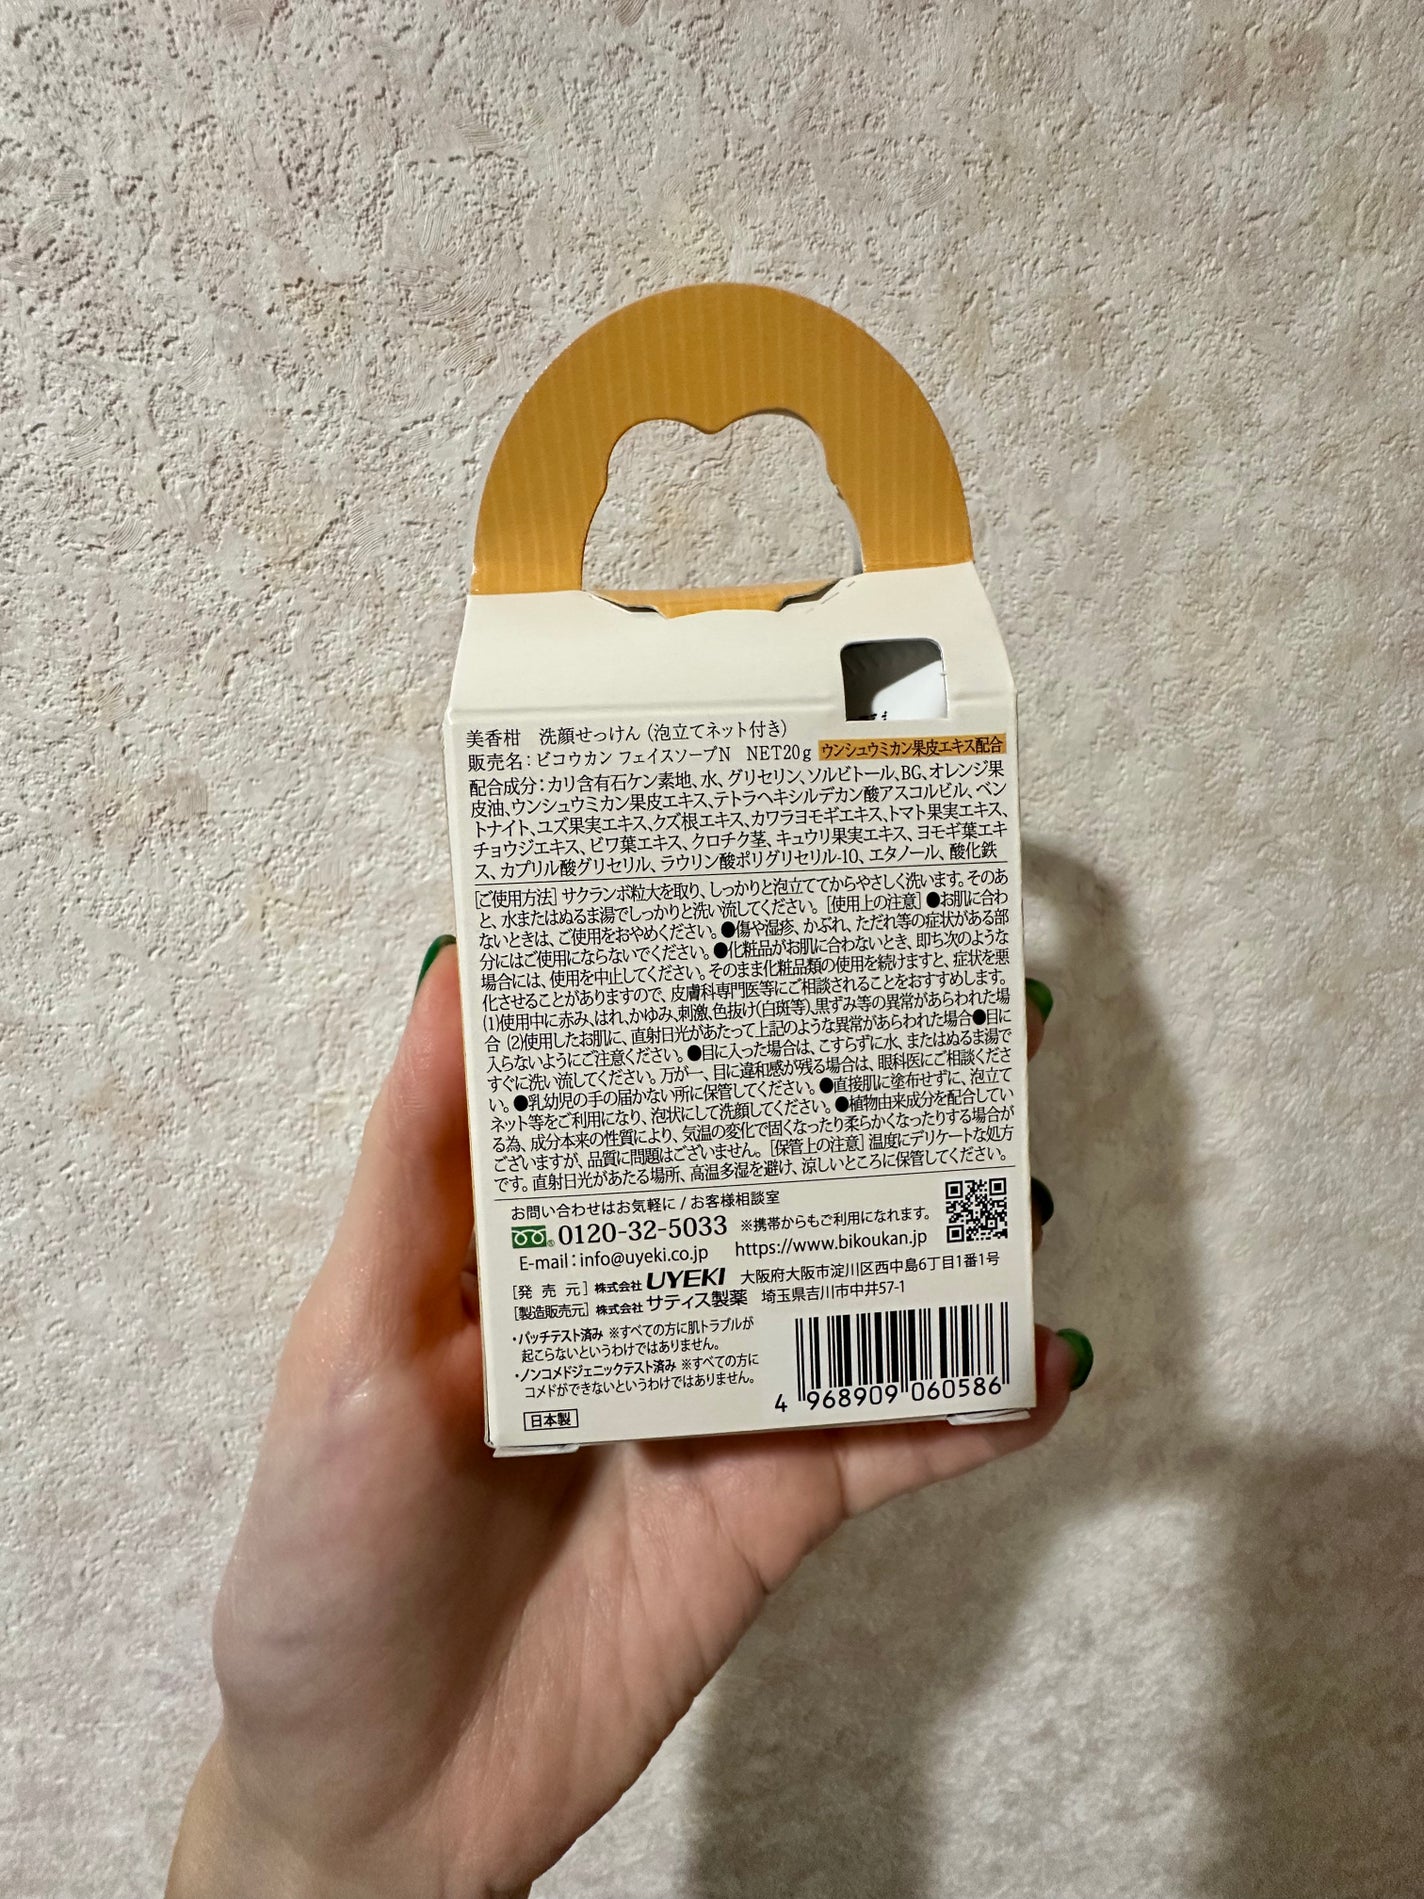 美香柑　洗顔せっけん（泡立てネット付き）
販売名：ビコウカン フェイスソープN　NET20g ウンシュウミカン果皮エキス配合
配合成分：カリ含有石ケン素地、水、グリセリン、ソルビトール、BG、オレンジ果
皮油、ウンシュウミカン果皮エキス、テトラヘキシルデカン酸アスコルビル、ベン
トナイト、ユズ果実エキス、クズ根エキス、カワラヨモギエキス、トマト果実エキス、
チョウジエキス、ビワ葉エキス、クロチク茎、キュウリ果実エキス、ヨモギ葉エキ
ス、カプリル酸グリセリル、ラウリン酸ポリグリセリル-10、エタノール、酸化鉄
［ご使用方法］サクランボ粒大を取り、しっかりと泡立ててからやさしく洗います。そのあ
と、水またはぬるま湯でしっかりと洗い流してください。［使用上の注意］●お肌に合わ
ないときは、ご使用をおやめください。●傷や湿疹、かぶれ、ただれ等の症状がある部
分にはご使用にならないでください。●化粧品がお肌に合わないとき、即ち次のような
場合には、使用を中止してください。そのまま化粧品類の使用を続けますと、症状を悪
化させることがありますので、皮膚科専門医等にご相談されることをおすすめします。
(1)使用中に赤み、はれ、かゆみ、刺激、色抜け(白斑等)、黒ずみ等の異常があらわれた場
合 (2)使用したお肌に、直射日光があたって上記のような異常があらわれた場合●目に
入らないようにご注意ください。●目に入った場合は、こすらずに水、またはぬるま湯で
すぐに洗い流してください。万が一、目に違和感が残る場合は、眼科医にご相談くださ
い。●乳幼児の手の届かない所に保管してください。●直接肌に塗布せずに、泡立て
ネット等をご利用になり、泡状にして洗顔してください。●植物由来成分を配合してい
る為、成分本来の性質により、気温の変化で固くなったり柔らかくなったりする場合が
ございますが、品質に問題はございません。［保管上の注意］温度にデリケートな処方
です。直射日光があたる場所、高温多湿を避け、涼しいところに保管してください。
お問い合わせはお気軽に / お客様相談室
0120-32-5033 ※携帯からもご利用になれます。
E-mail：info@uyeki.co.jp　https://www.bikoukan.jp
［発 売 元］株式会社 UYEKI　大阪府大阪市淀川区西中島6丁目1番1号
［製造販売元］株式会社 サティス製薬　埼玉県吉川市中井57-1
・パッチテスト済み ※すべての方に肌トラブルが
起こらないというわけではありません。
・ノンコメドジェニックテスト済み ※すべての方に
コメドができないというわけではありません。
日本製
4 968909 060586